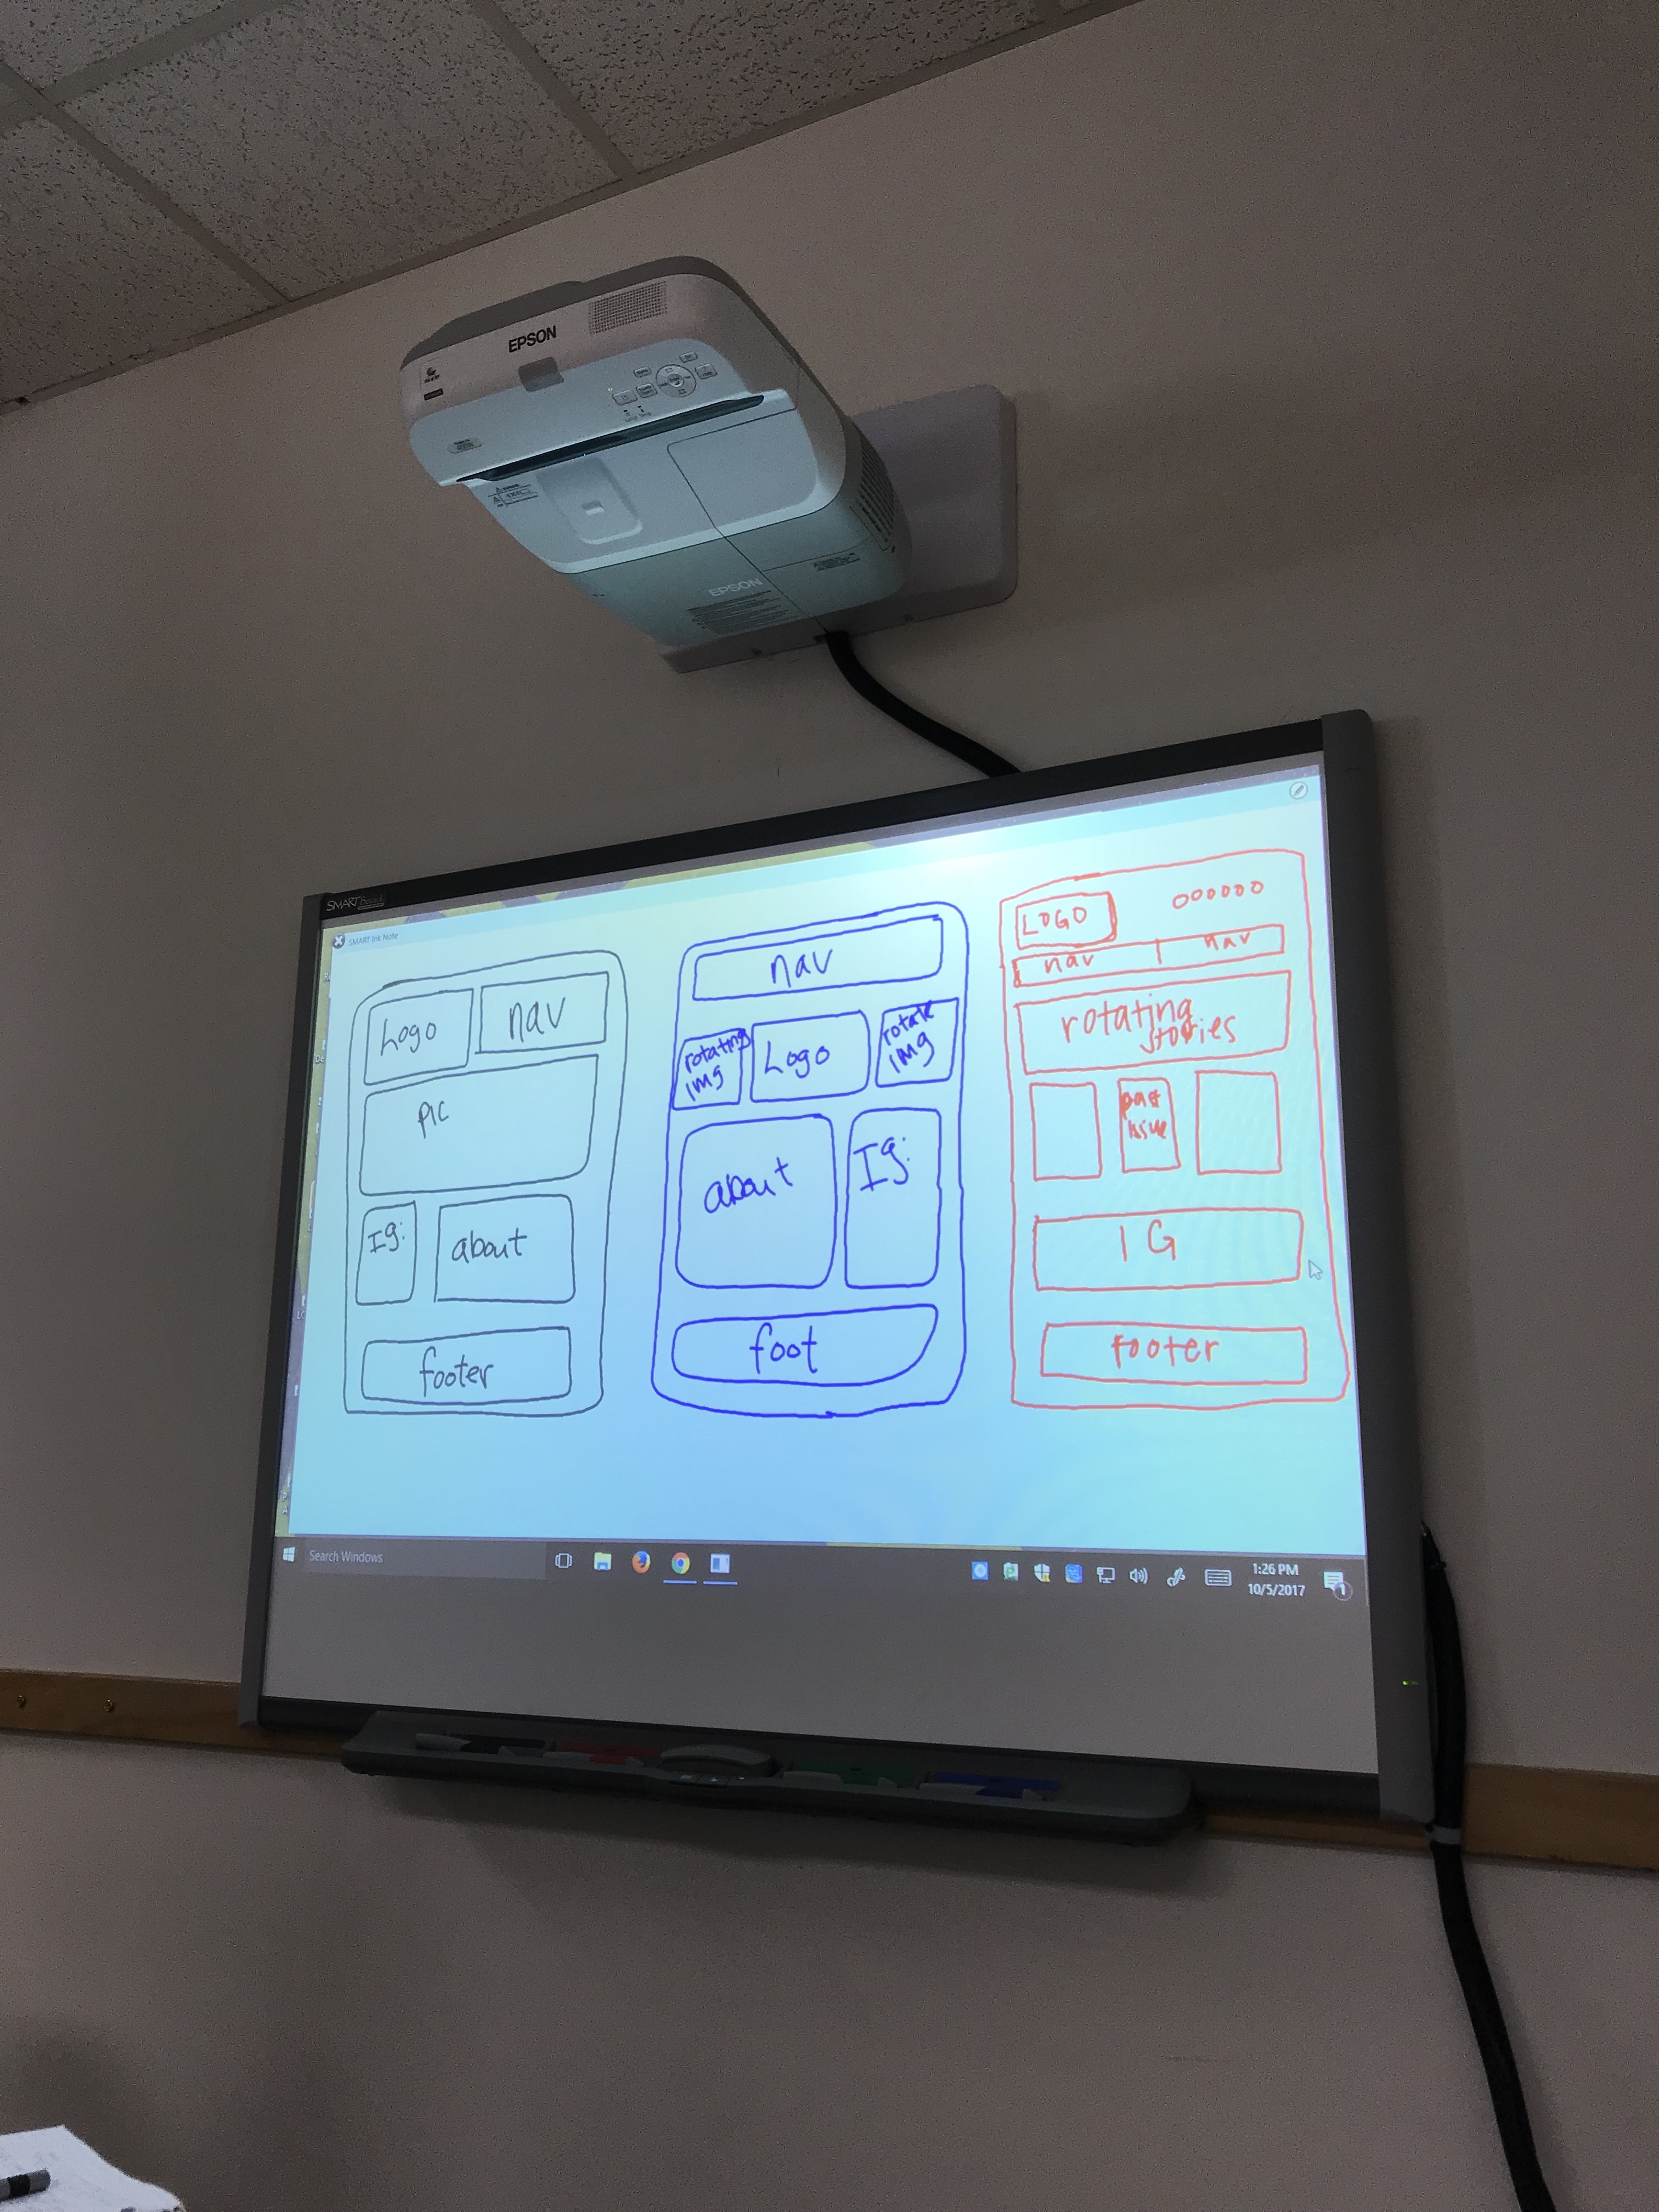 EPSON
EPSON
SMART Board
SMART Ink Note
Logo
nav
PIC
Ig:
about
footer
nav
rotating
img
Logo
rotate
img
about
Ig:
foot
LOGO
nav
nav
rotating
stories
past
issue
IG
footer
Search Windows
1:26 PM
10/5/2017
1